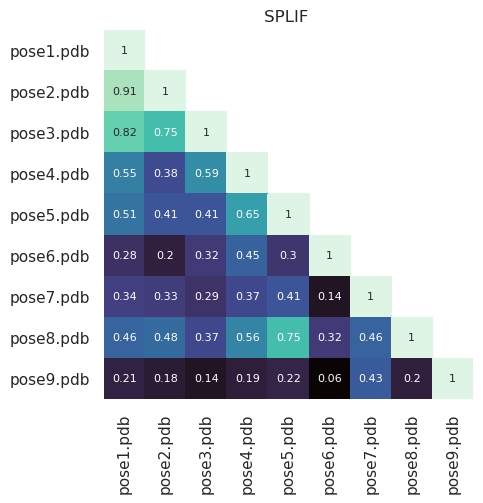 SPLIF
pose1.pdb 1
pose2.pdb 0.91 1
pose3.pdb 0.82 0.75 1
pose4.pdb 0.55 0.38 0.59 1
pose5.pdb 0.51 0.41 0.41 0.65 1
pose6.pdb 0.28 0.2 0.32 0.45 0.3 1
pose7.pdb 0.34 0.33 0.29 0.37 0.41 0.14 1
pose8.pdb 0.46 0.48 0.37 0.56 0.75 0.32 0.46 1
pose9.pdb 0.21 0.18 0.14 0.19 0.22 0.06 0.43 0.2 1
pose1.pdb pose2.pdb pose3.pdb pose4.pdb pose5.pdb pose6.pdb pose7.pdb pose8.pdb pose9.pdb